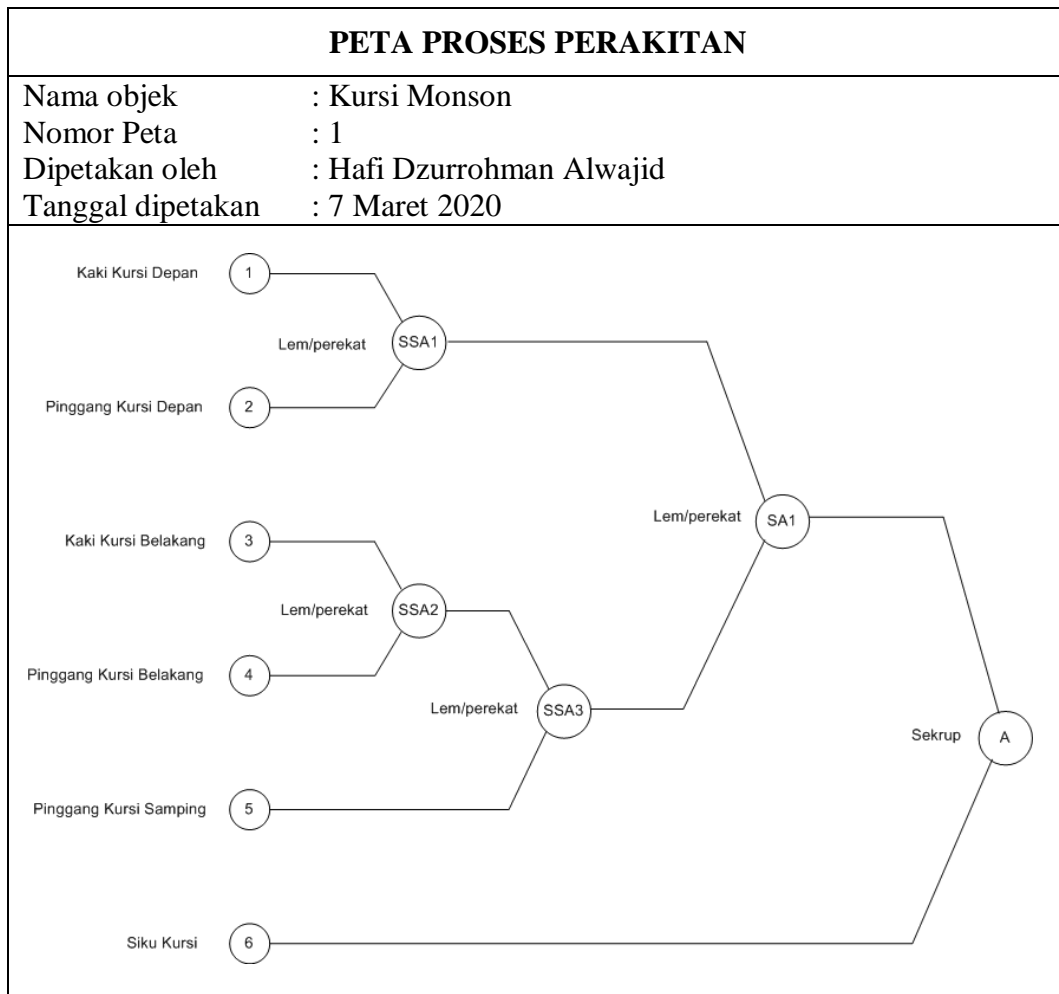 PETA PROSES PERAKITAN
Nama objek : Kursi Monson
Nomor Peta : 1
Dipetakan oleh : Hafi Dzurrohman Alwajid
Tanggal dipetakan : 7 Maret 2020
Kaki Kursi Depan 1
Lem/perekat SSA1
Pinggang Kursi Depan 2
Lem/perekat SA1
Kaki Kursi Belakang 3
Lem/perekat SSA2
Pinggang Kursi Belakang 4
Lem/perekat SSA3
Sekrup A
Pinggang Kursi Samping 5
Siku Kursi 6